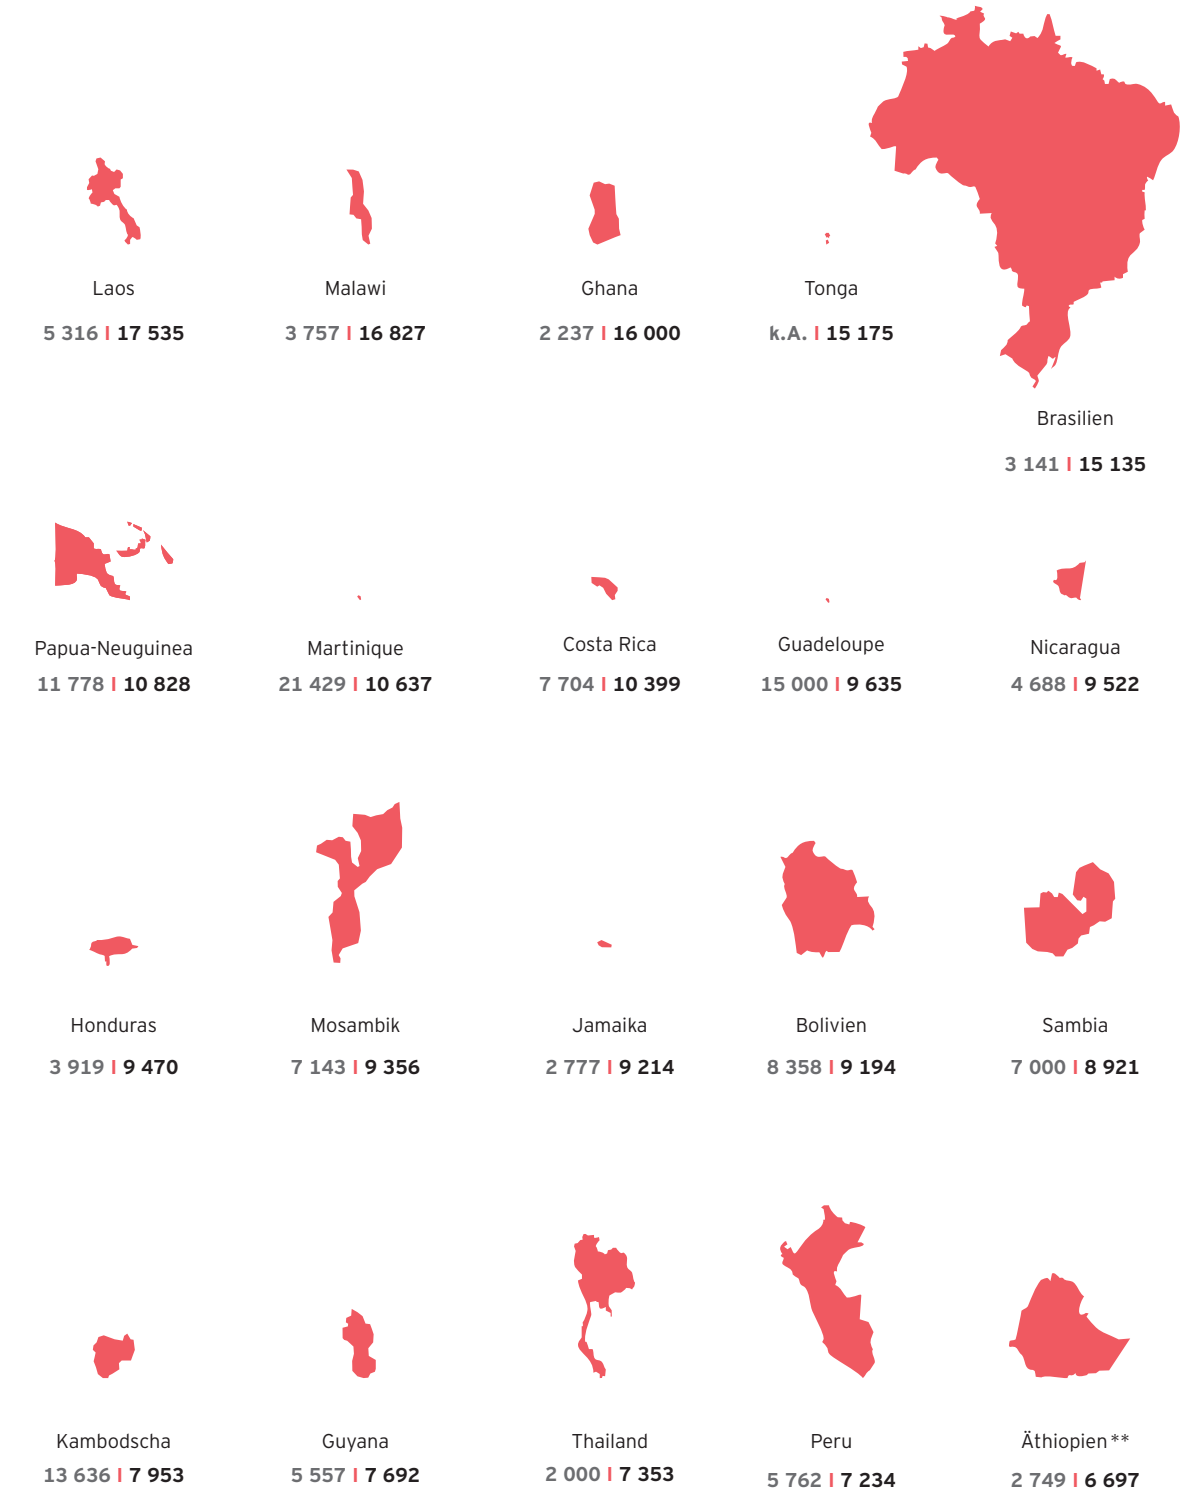 Laos
5 316 | 17 535
Malawi
3 757 | 16 827
Ghana
2 237 | 16 000
Tonga
k.A. | 15 175
Brasilien
3 141 | 15 135
Papua-Neuguinea
11 778 | 10 828
Martinique
21 429 | 10 637
Costa Rica
7 704 | 10 399
Guadeloupe
15 000 | 9 635
Nicaragua
4 688 | 9 522
Honduras
3 919 | 9 470
Mosambik
7 143 | 9 356
Jamaika
2 777 | 9 214
Bolivien
8 358 | 9 194
Sambia
7 000 | 8 921
Kambodscha
13 636 | 7 953
Guyana
5 557 | 7 692
Thailand
2 000 | 7 353
Peru
5 762 | 7 234
Äthiopien**
2 749 | 6 697